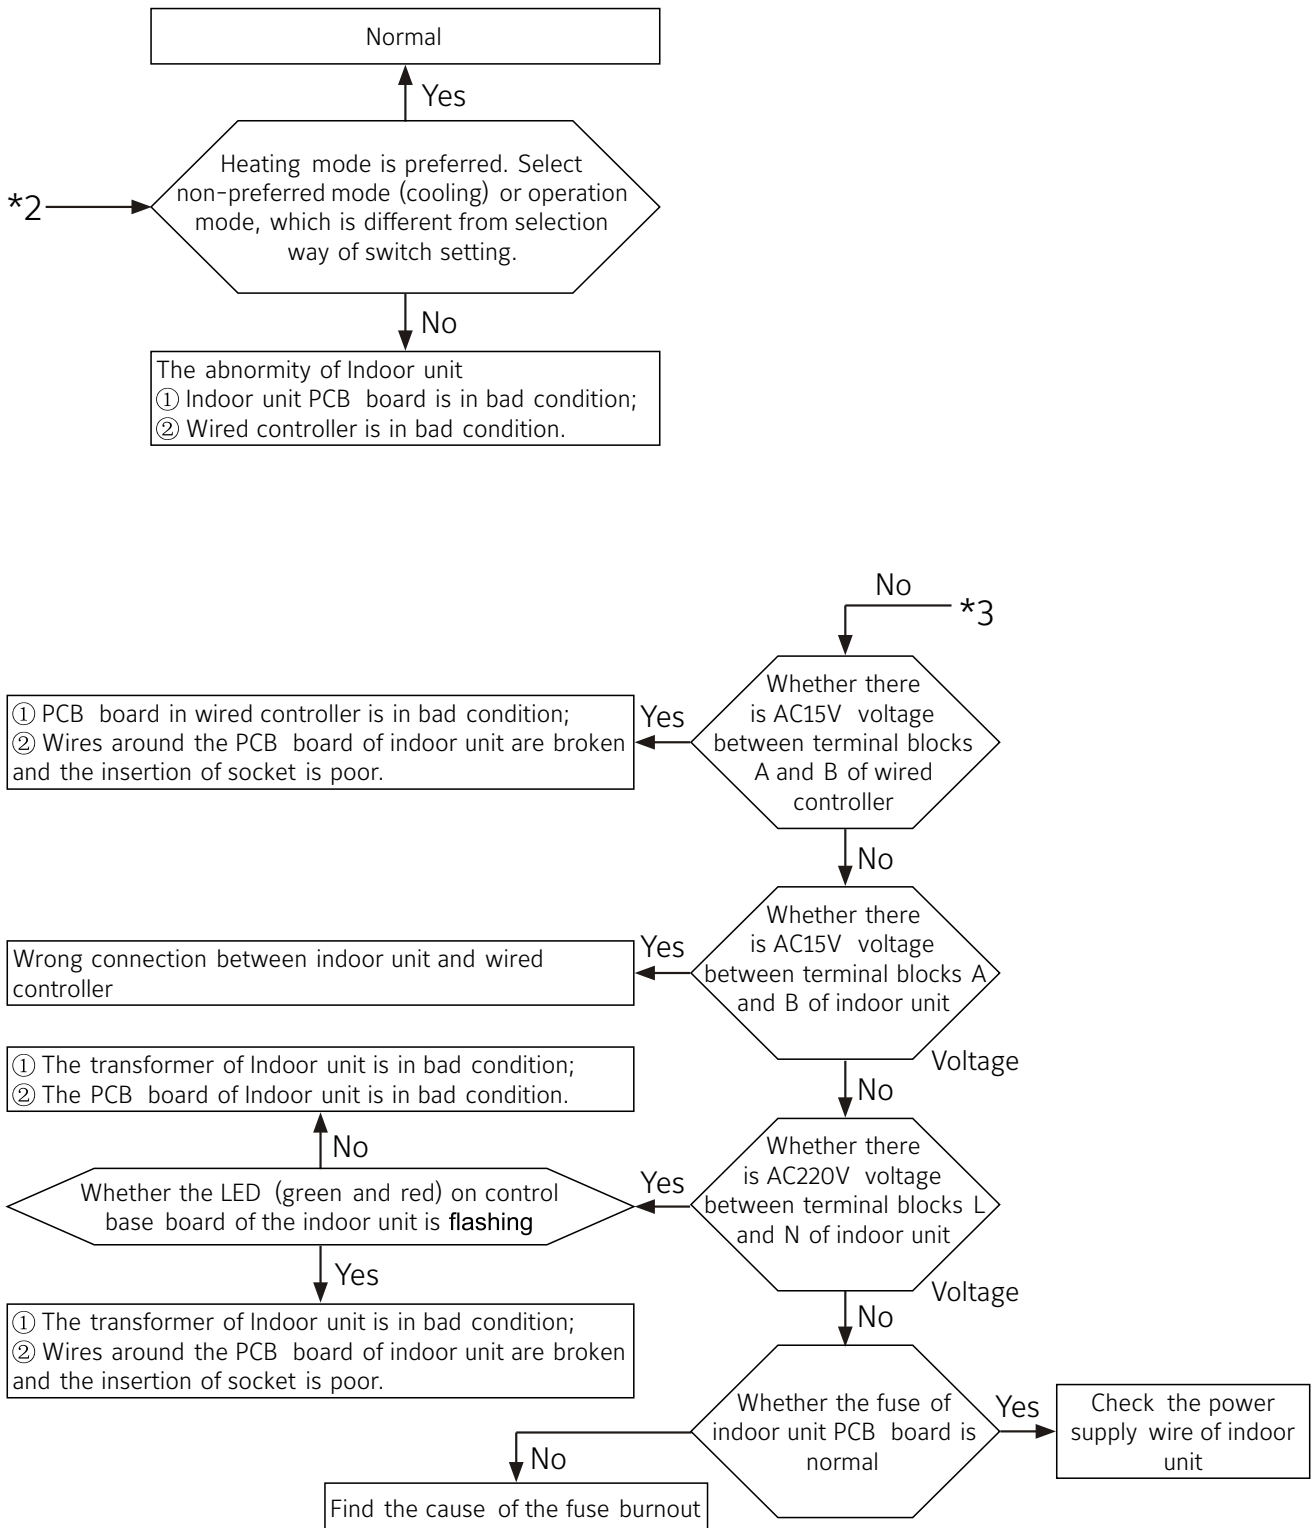 Normal
Yes
Heating mode is preferred. Select
non-preferred mode (cooling) or operation
mode, which is different from selection
way of switch setting.
*2
No
The abnormity of Indoor unit
① Indoor unit PCB board is in bad condition;
② Wired controller is in bad condition.
No
*3
Whether there
is AC15V voltage
between terminal blocks
A and B of wired
controller
Yes
① PCB board in wired controller is in bad condition;
② Wires around the PCB board of indoor unit are broken
and the insertion of socket is poor.
No
Whether there
is AC15V voltage
between terminal blocks A
and B of indoor unit
Yes
Wrong connection between indoor unit and wired
controller
Voltage
No
Whether there
is AC220V voltage
between terminal blocks L
and N of indoor unit
Yes
① The transformer of Indoor unit is in bad condition;
② The PCB board of Indoor unit is in bad condition.
No
Whether the LED (green and red) on control
base board of the indoor unit is flashing
Yes
① The transformer of Indoor unit is in bad condition;
② Wires around the PCB board of indoor unit are broken
and the insertion of socket is poor.
Voltage
No
Whether the fuse of
indoor unit PCB board is
normal
Yes
Check the power
supply wire of indoor
unit
No
Find the cause of the fuse burnout